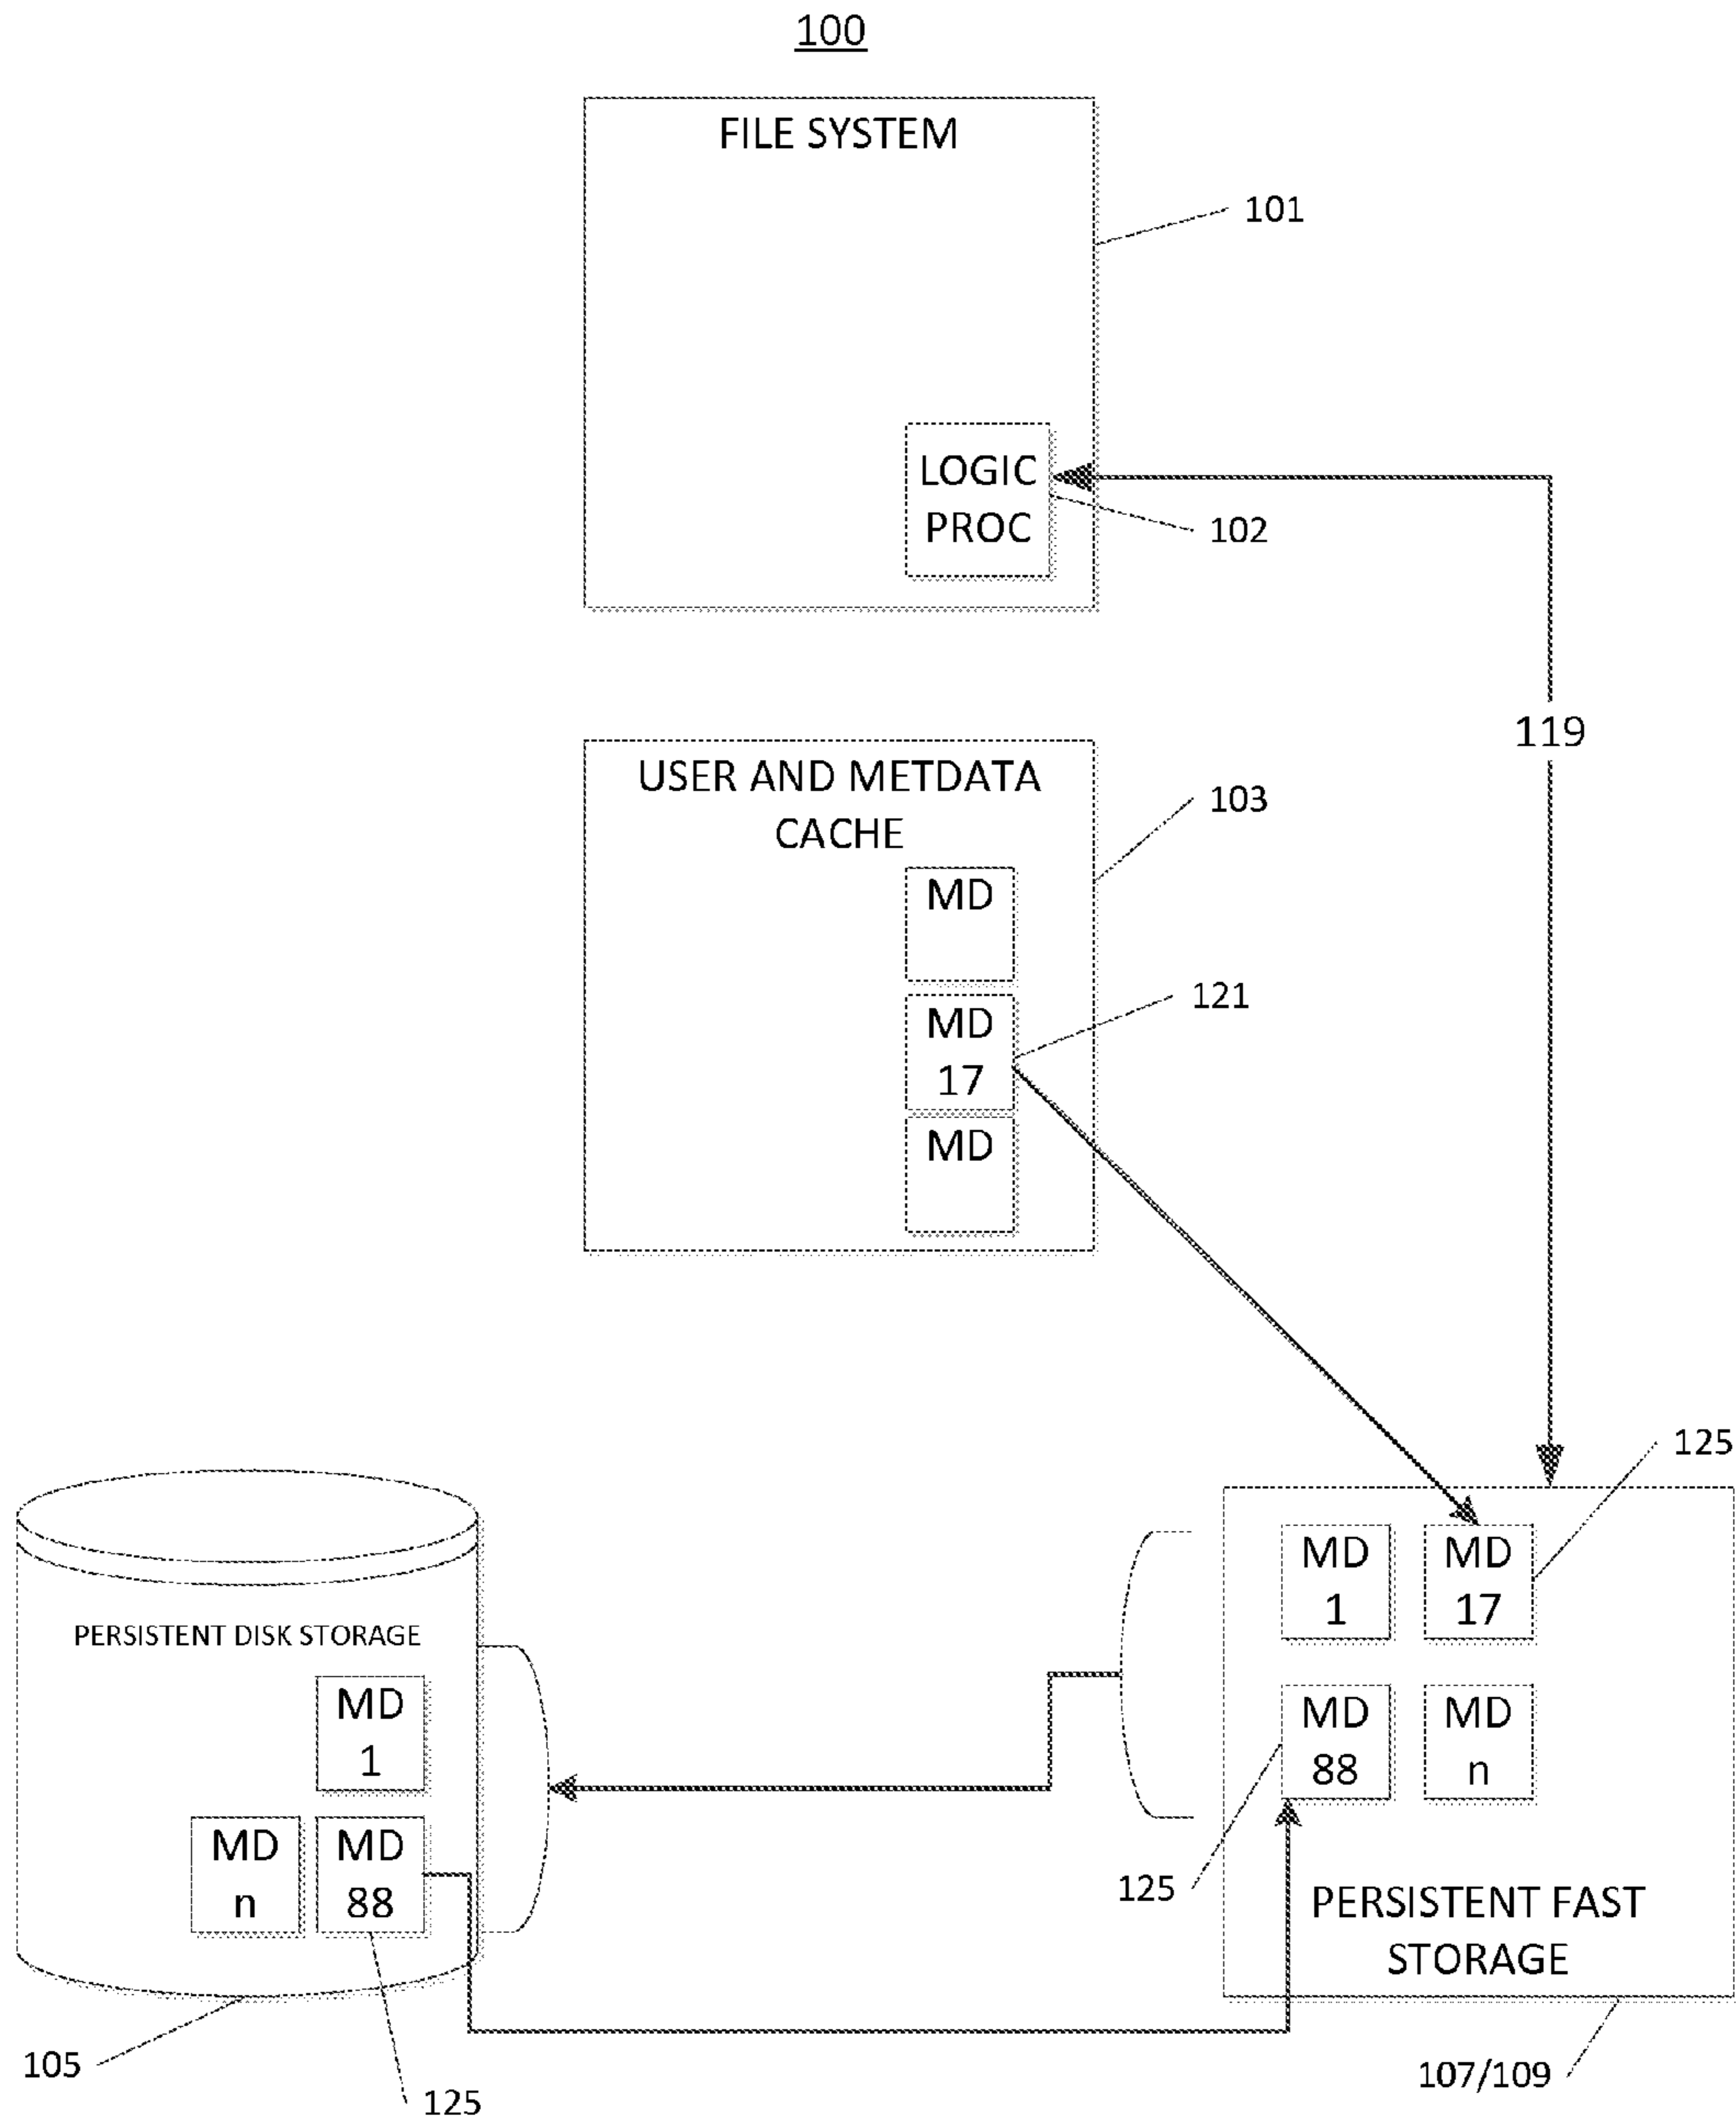 100
FILE SYSTEM
101
LOGIC
PROC
102
119
USER AND METDATA
CACHE
103
MD
MD
17
121
MD
125
MD
1
MD
17
PERSISTENT DISK STORAGE
MD
1
MD
88
MD
n
125
MD
n
MD
88
PERSISTENT FAST
STORAGE
105
125
107/109